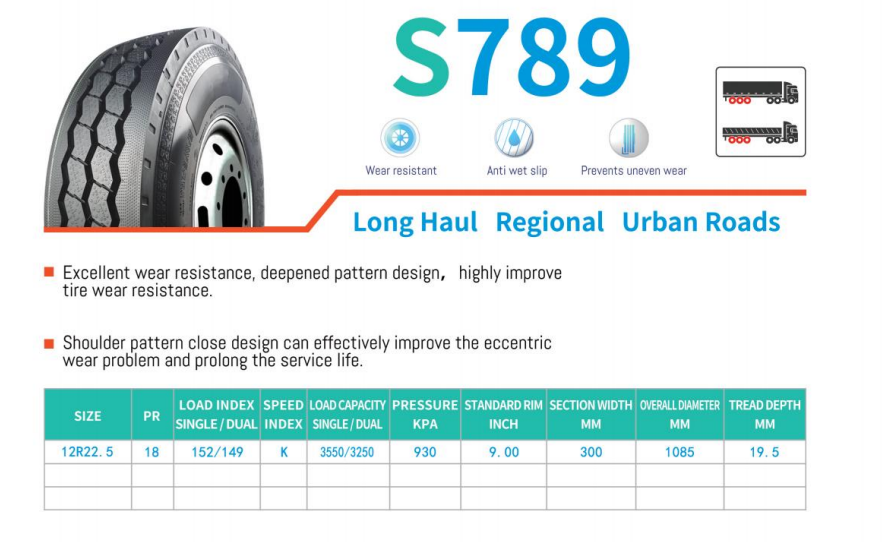 S789
Wear resistant
Anti wet slip
Prevents uneven wear
Long Haul Regional Urban Roads
Excellent wear resistance, deepened pattern design, highly improve
tire wear resistance.
Shoulder pattern close design can effectively improve the eccentric
wear problem and prolong the service life.
SIZE PR LOAD INDEX SINGLE / DUAL SPEED INDEX LOAD CAPACITY SINGLE / DUAL PRESSURE KPA STANDARD RIM INCH SECTION WIDTH MM OVERALL DIAMETER MM TREAD DEPTH MM
12R22.5 18 152/149 K 3550/3250 930 9.00 300 1085 19.5